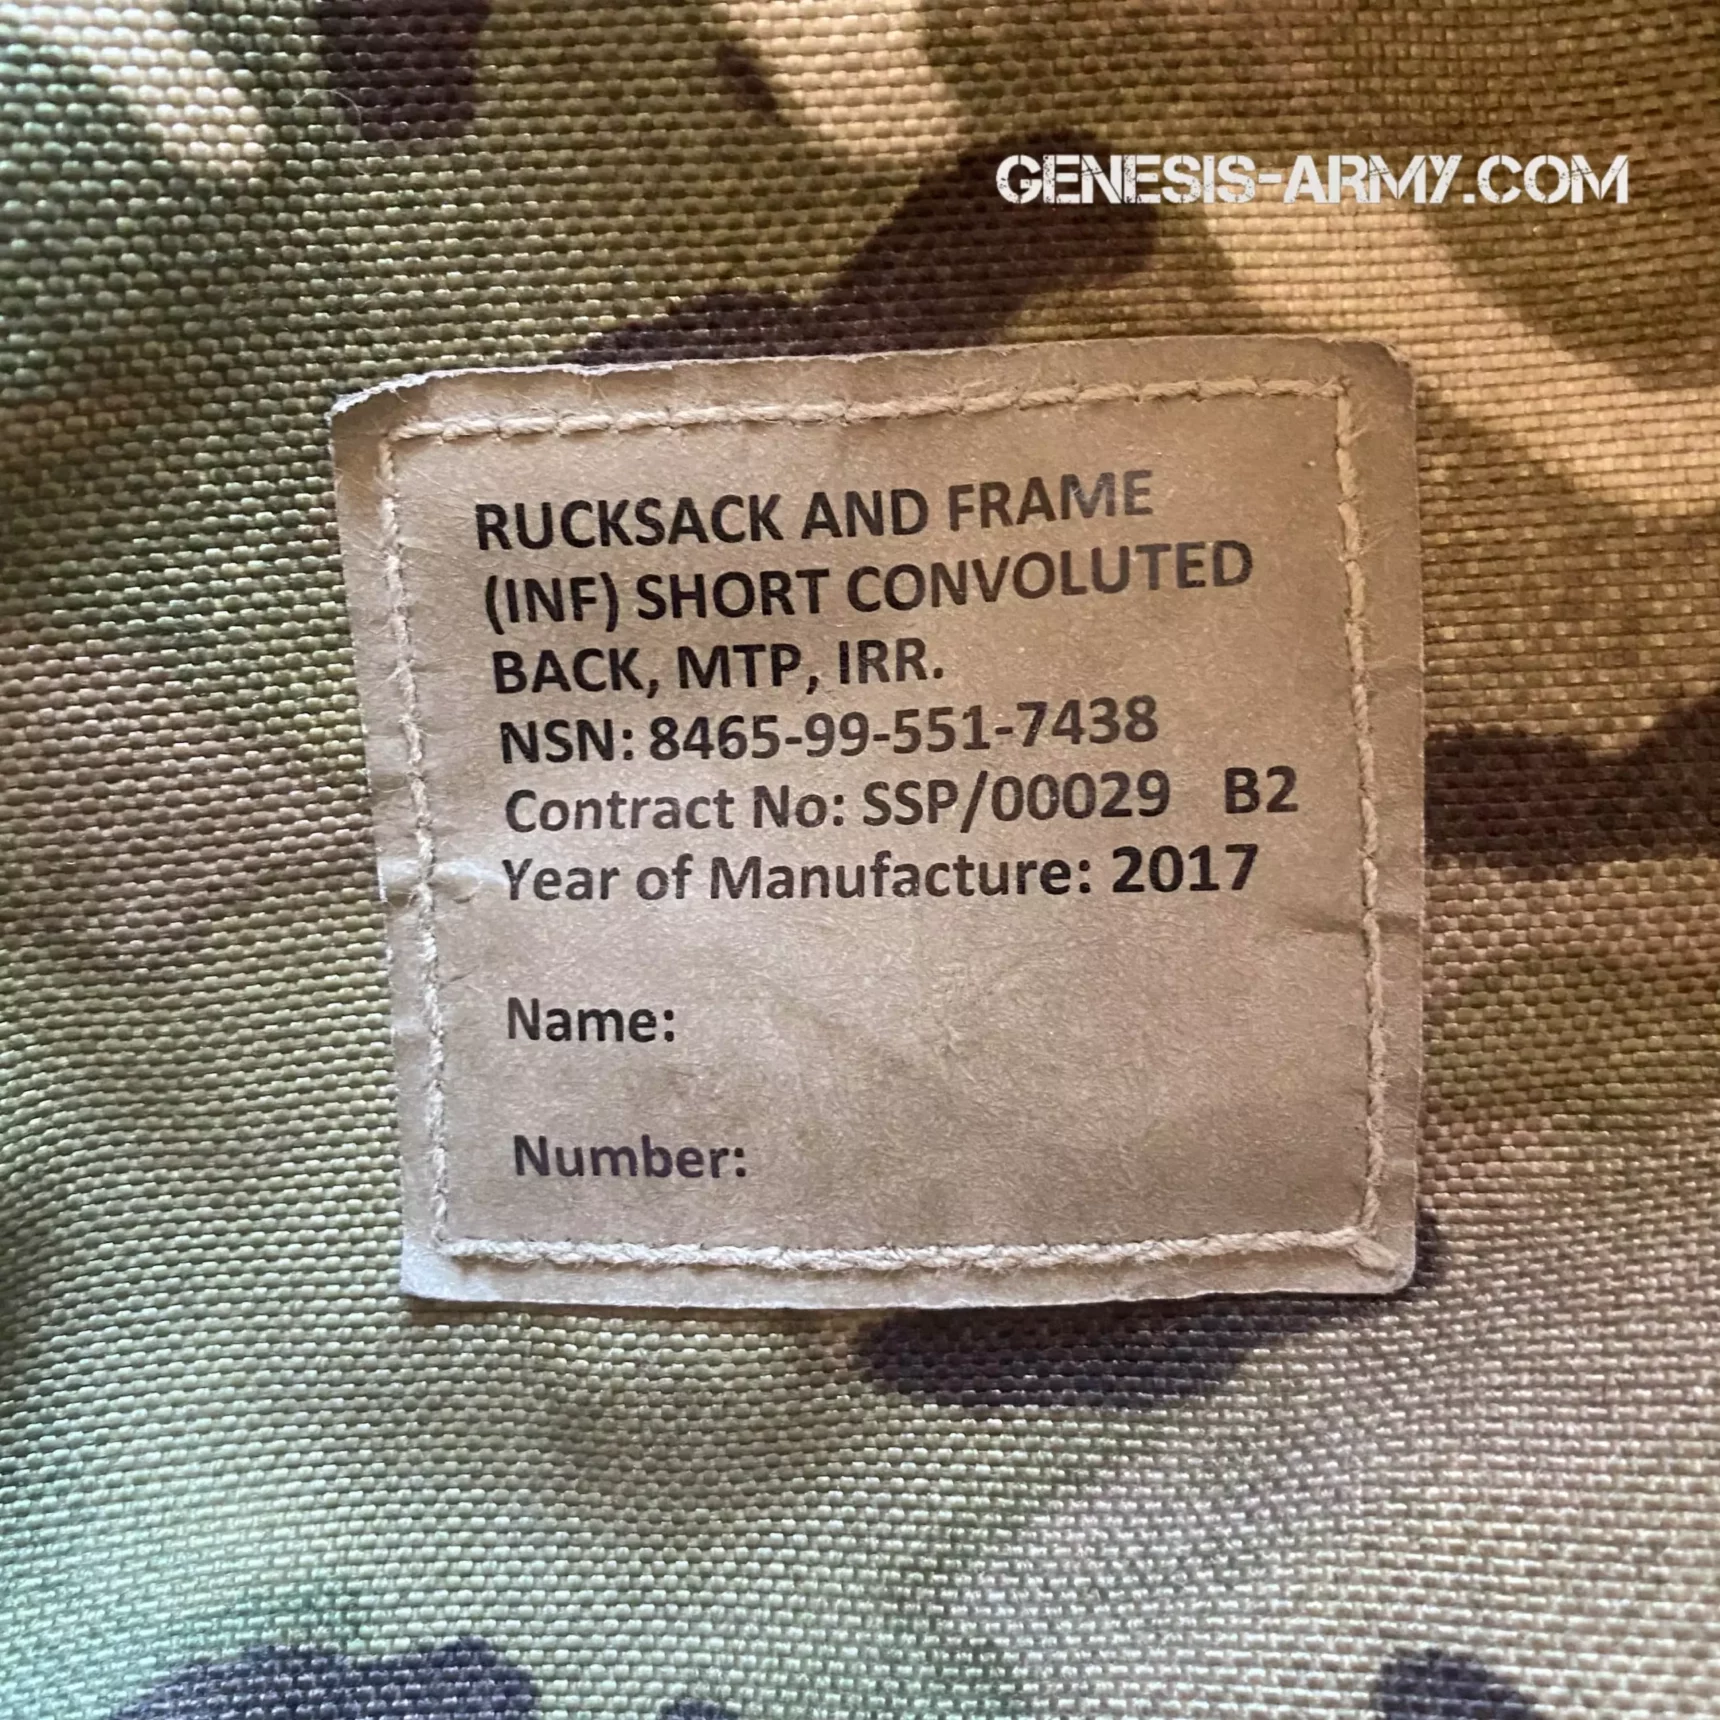 GENESIS-ARMY.COM
RUCKSACK AND FRAME
(INF) SHORT CONVOLUTED
BACK, MTP, IRR.
NSN: 8465-99-551-7438
Contract No: SSP/00029 B2
Year of Manufacture: 2017
Name:
Number: